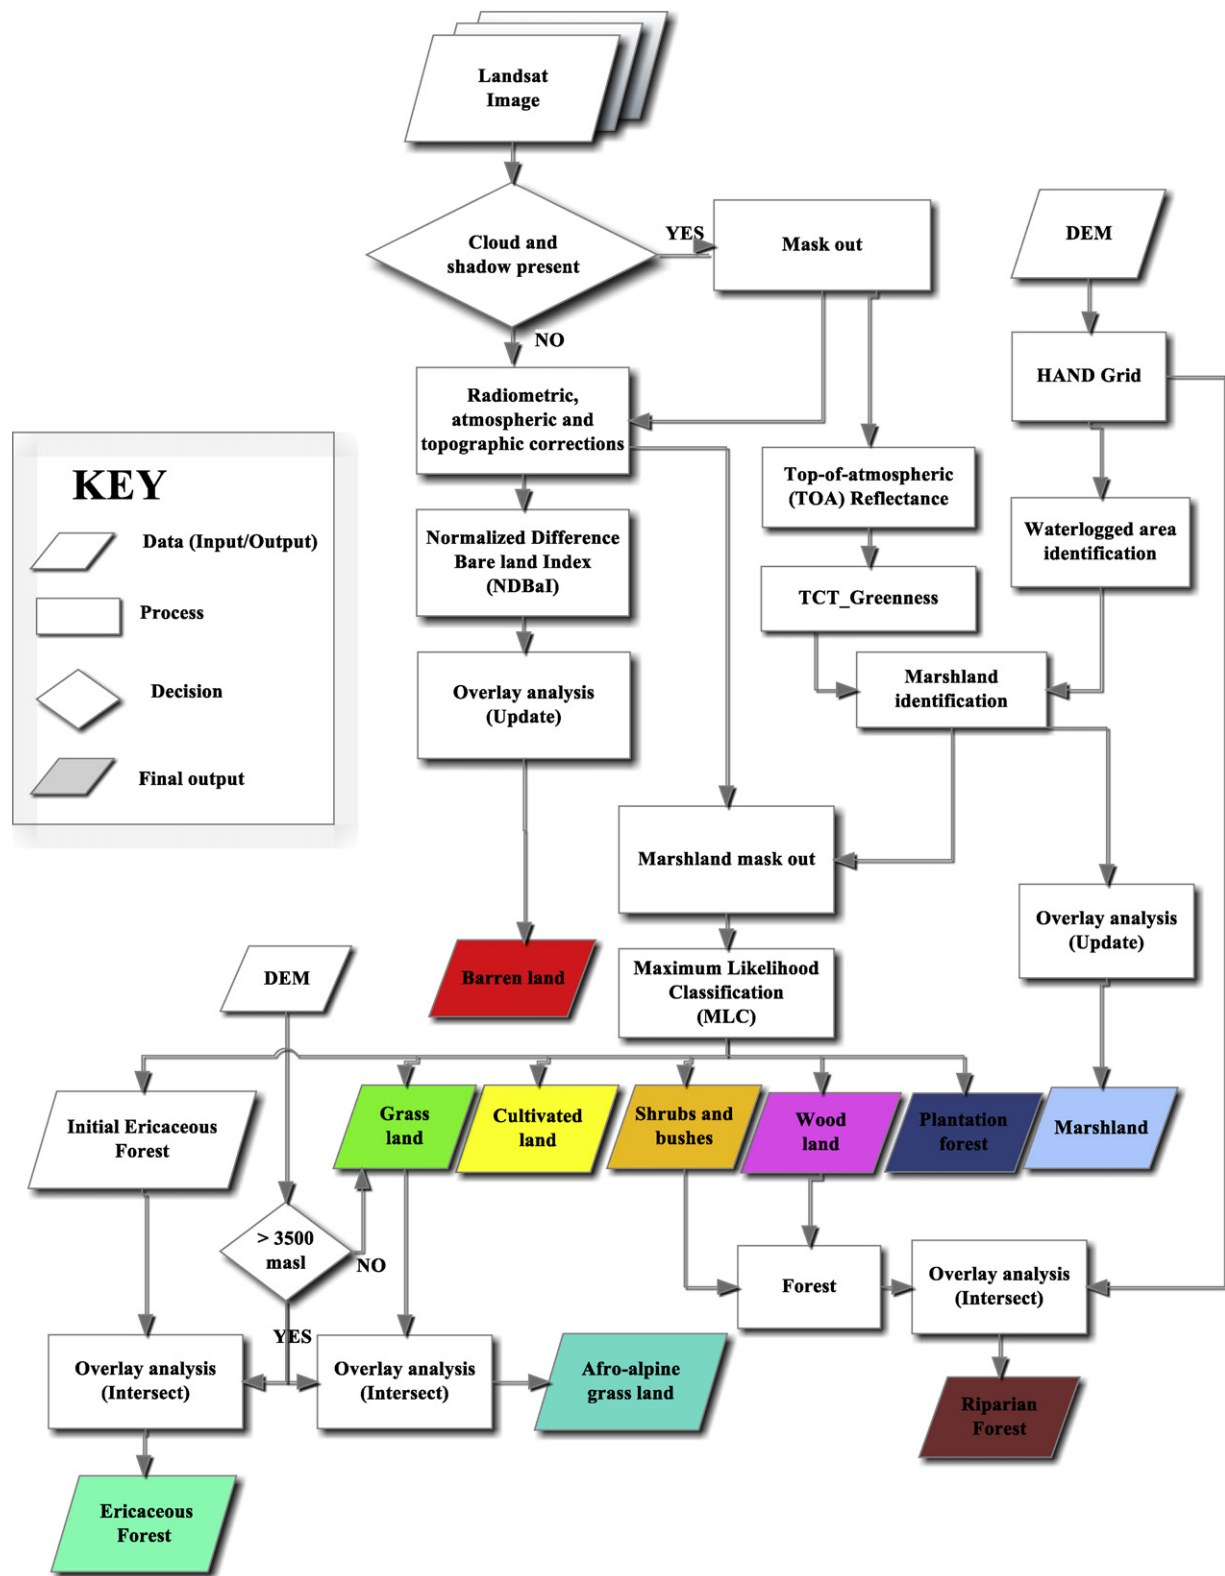 Landsat
Image
Cloud and
shadow present
YES
Mask out
DEM
NO
HAND Grid
Radiometric,
atmospheric and
topographic corrections
KEY
Data (Input/Output)
Process
Decision
Final output
Top-of-atmospheric
(TOA) Reflectance
Waterlogged area
identification
Normalized Difference
Bare land Index
(NDBaI)
TCT_Greenness
Marshland
identification
Overlay analysis
(Update)
Marshland mask out
Overlay analysis
(Update)
DEM
Barren land
Maximum Likelihood
Classification
(MLC)
Initial Ericaceous
Forest
Grass
land
Cultivated
land
Shrubs and
bushes
Wood
land
Plantation
forest
Marshland
> 3500
masl
NO
YES
Forest
Overlay analysis
(Intersect)
Overlay analysis
(Intersect)
Overlay analysis
(Intersect)
Afro-alpine
grass land
Riparian
Forest
Ericaceous
Forest